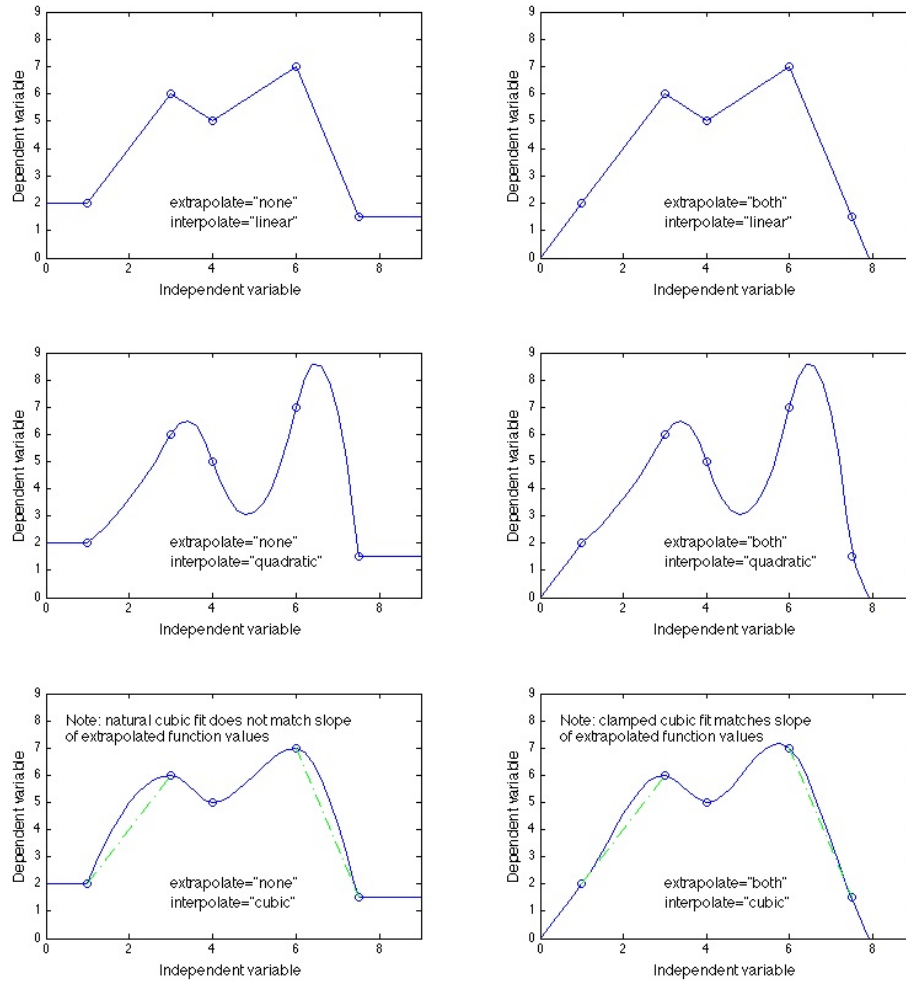 9
8
7
6
5
4
3
2
1
0
Dependent variable
extrapolate="none"
interpolate="linear"
0 2 4 6 8
Independent variable
9
8
7
6
5
4
3
2
1
0
Dependent variable
extrapolate="both"
interpolate="linear"
0 2 4 6 8
Independent variable
9
8
7
6
5
4
3
2
1
0
Dependent variable
extrapolate="none"
interpolate="quadratic"
0 2 4 6 8
Independent variable
9
8
7
6
5
4
3
2
1
0
Dependent variable
extrapolate="both"
interpolate="quadratic"
0 2 4 6 8
Independent variable
9
8
7
6
5
4
3
2
1
0
Dependent variable
Note: natural cubic fit does not match slope
of extrapolated function values
extrapolate="none"
interpolate="cubic"
0 2 4 6 8
Independent variable
9
8
7
6
5
4
3
2
1
0
Dependent variable
Note: clamped cubic fit matches slope
of extrapolated function values
extrapolate="both"
interpolate="cubic"
0 2 4 6 8
Independent variable